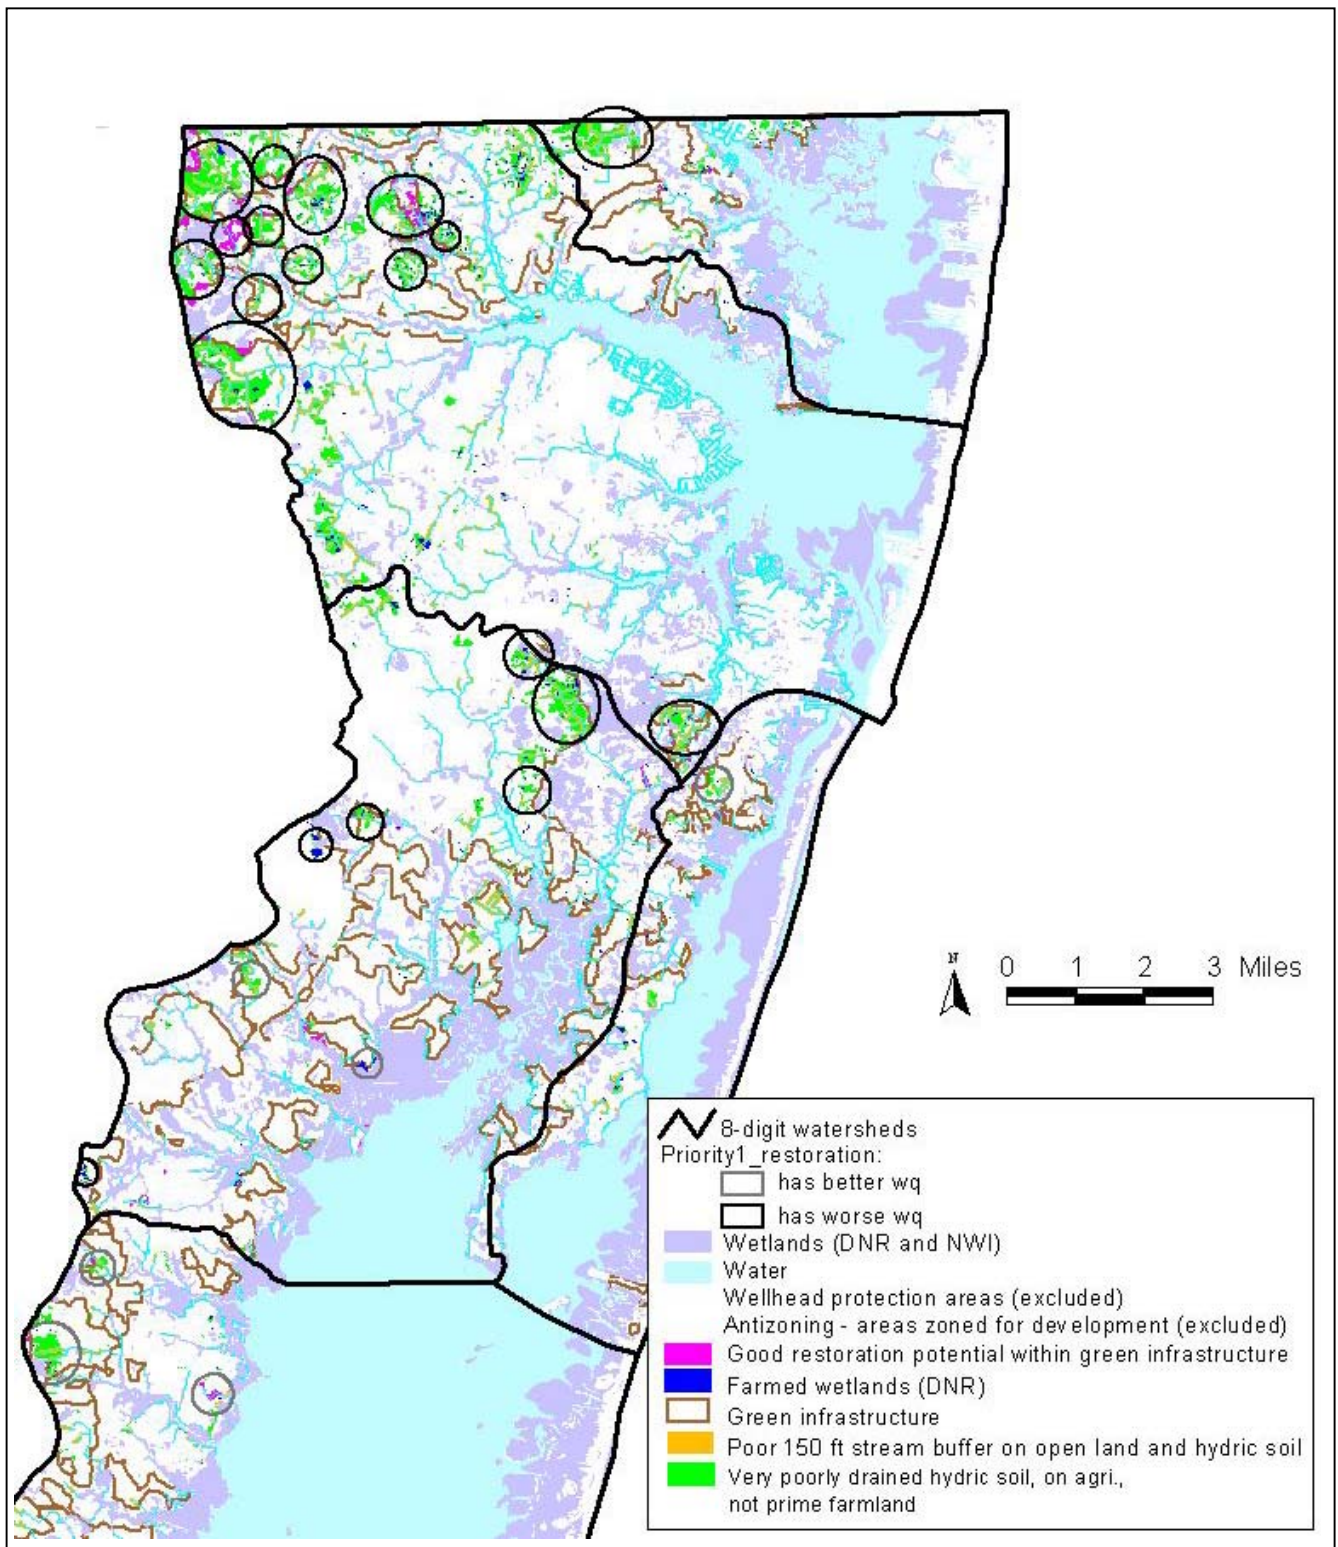 N
0 1 2 3 Miles
8-digit watersheds
Priority1_restoration:
has better wq
has worse wq
Wetlands (DNR and NWI)
Water
Wellhead protection areas (excluded)
Antizoning - areas zoned for development (excluded)
Good restoration potential within green infrastructure
Farmed wetlands (DNR)
Green infrastructure
Poor 150 ft stream buffer on open land and hydric soil
Very poorly drained hydric soil, on agri.,
not prime farmland